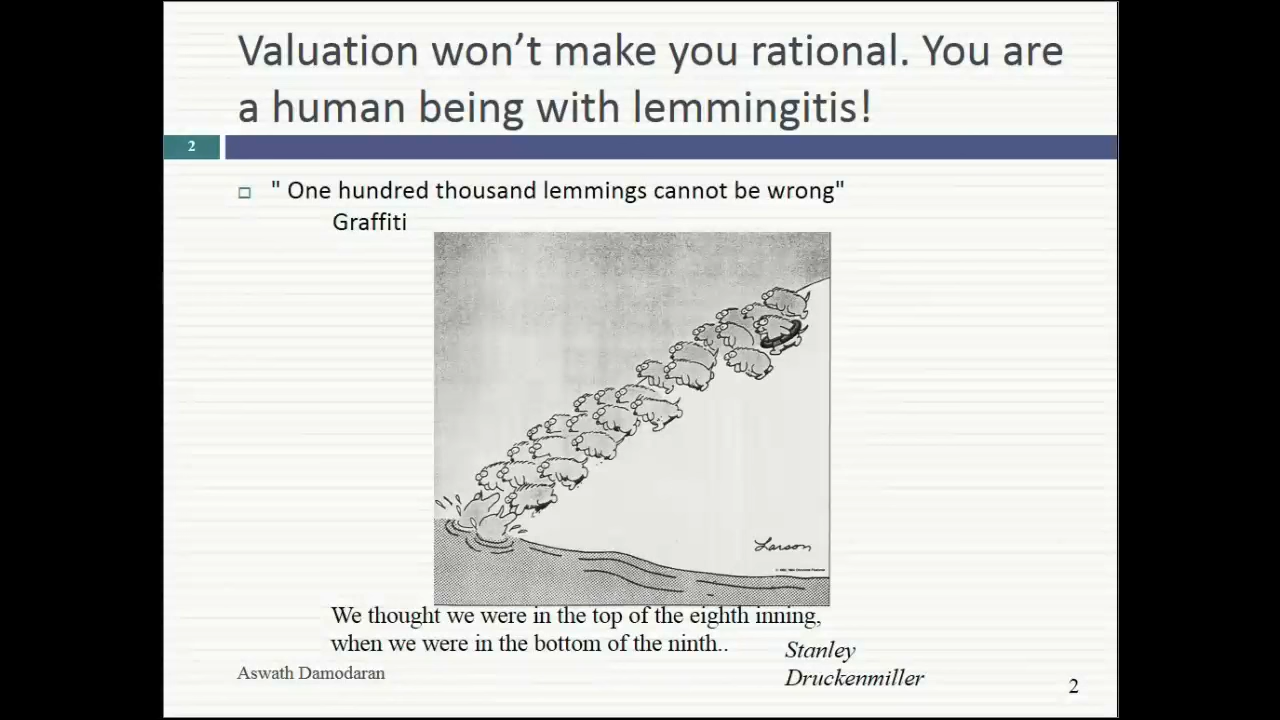 Valuation won’t make you rational. You are
a human being with lemmingitis!
2
" One hundred thousand lemmings cannot be wrong"
Graffiti
Larson
We thought we were in the top of the eighth inning,
when we were in the bottom of the ninth..
Stanley
Druckenmiller
Aswath Damodaran
2